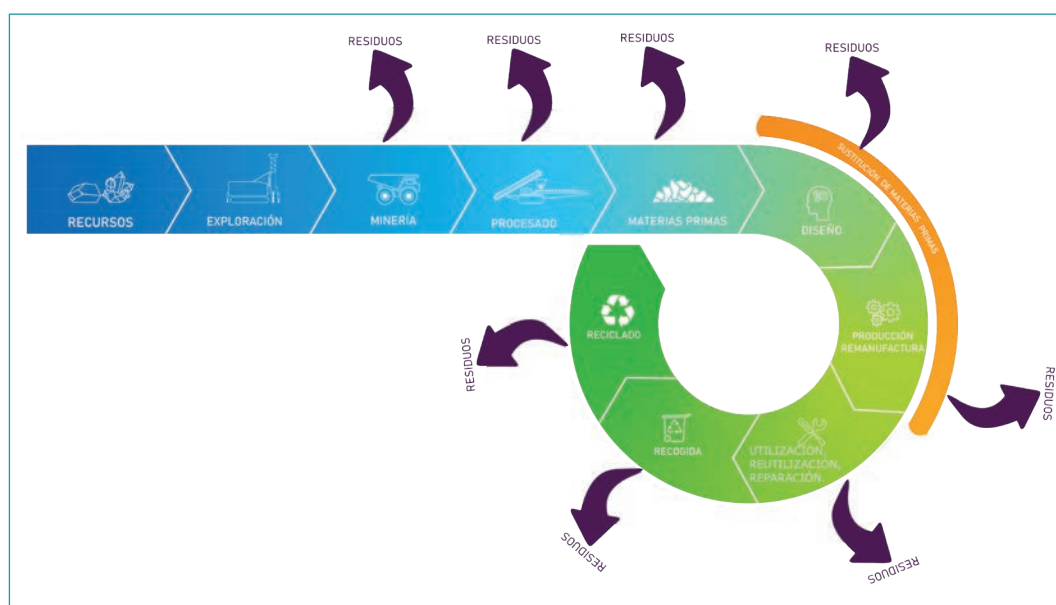 RESIDUOS
RESIDUOS
RESIDUOS
RESIDUOS
RECURSOS
EXPLORACIÓN
MINERÍA
PROCESADO
MATERIAS PRIMAS
DISEÑO
SUSTITUCIÓN DE MATERIAS PRIMAS
PRODUCCIÓN
REMANUFACTURA
RESIDUOS
UTILIZACIÓN,
REUTILIZACIÓN,
REPARACIÓN.
RESIDUOS
RECOGIDA
RESIDUOS
RECICLADO
RESIDUOS